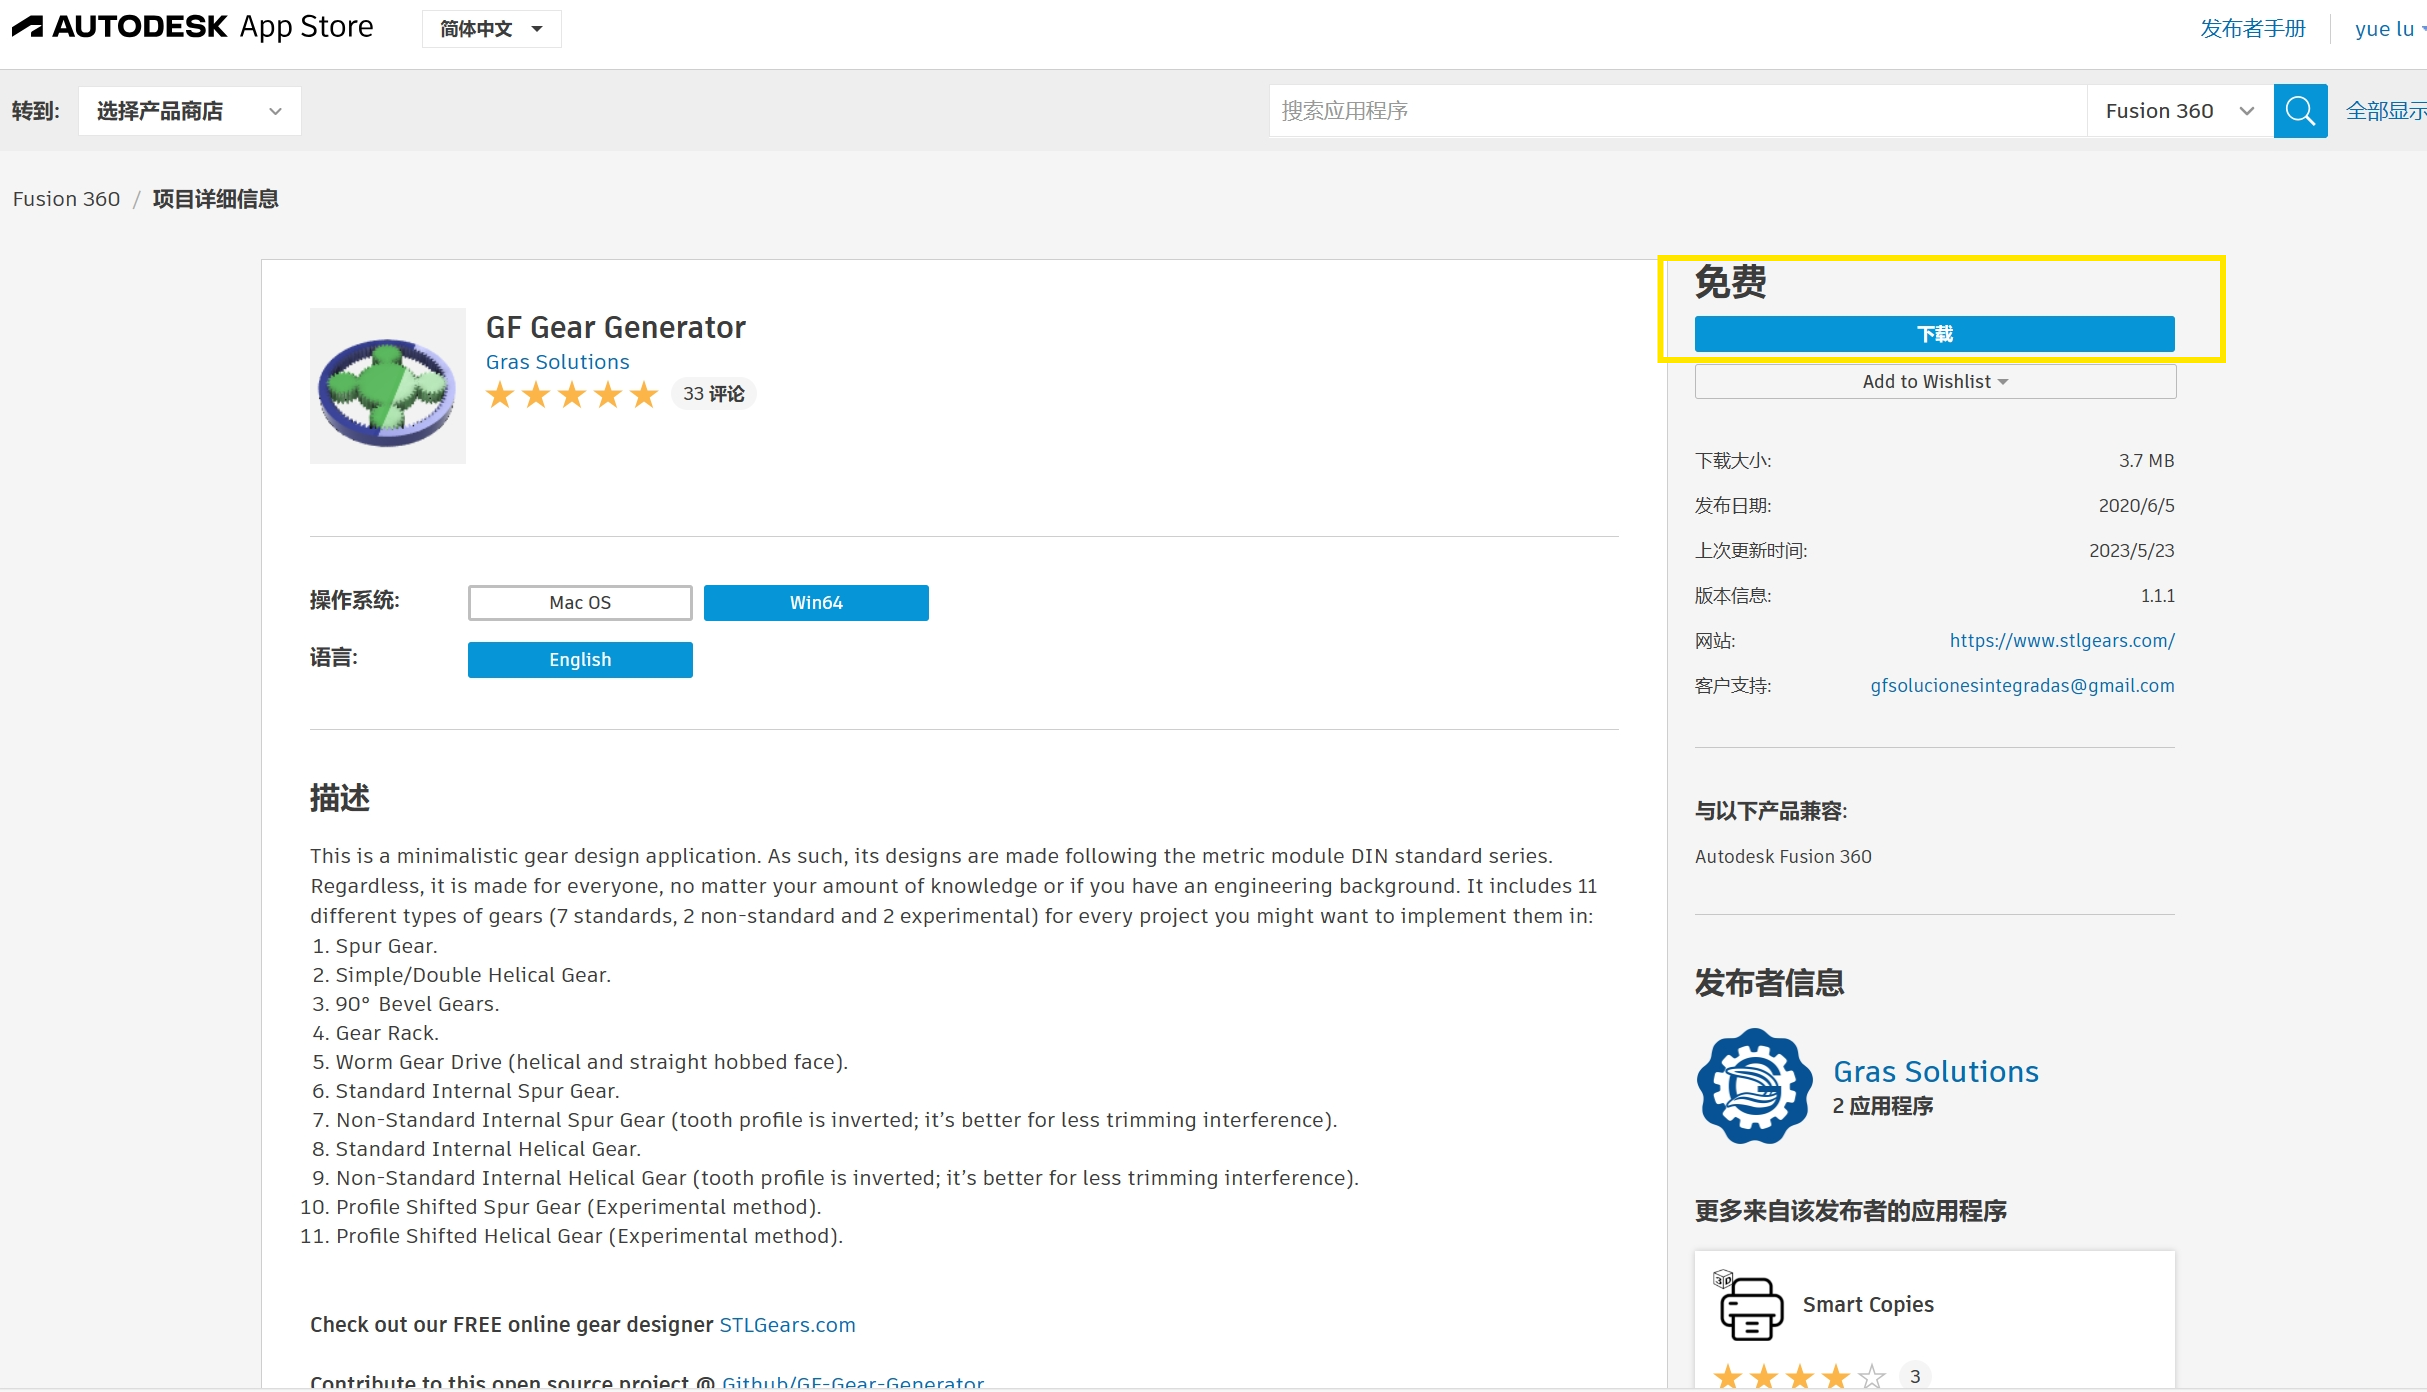 AUTODESK App Store
简体中文
发布者手册
yue lu
转到:
选择产品商店
搜索应用程序
Fusion 360
全部显示
Fusion 360 / 项目详细信息
GF Gear Generator
Gras Solutions
33 评论
操作系统:
Mac OS
Win64
语言:
English
描述
This is a minimalistic gear design application. As such, its designs are made following the metric module DIN standard series.
Regardless, it is made for everyone, no matter your amount of knowledge or if you have an engineering background. It includes 11
different types of gears (7 standards, 2 non-standard and 2 experimental) for every project you might want to implement them in:
1. Spur Gear.
2. Simple/Double Helical Gear.
3. 90° Bevel Gears.
4. Gear Rack.
5. Worm Gear Drive (helical and straight hobbed face).
6. Standard Internal Spur Gear.
7. Non-Standard Internal Spur Gear (tooth profile is inverted; it’s better for less trimming interference).
8. Standard Internal Helical Gear.
9. Non-Standard Internal Helical Gear (tooth profile is inverted; it’s better for less trimming interference).
10. Profile Shifted Spur Gear (Experimental method).
11. Profile Shifted Helical Gear (Experimental method).
Check out our FREE online gear designer STLGears.com
Contribute to this open source project @ Github/GF-Gear-Generator
免费
下载
Add to Wishlist
下载大小: 3.7 MB
发布日期: 2020/6/5
上次更新时间: 2023/5/23
版本信息: 1.1.1
网站: https://www.stlgears.com/
客户支持: gfsolucionesintegradas@gmail.com
与以下产品兼容:
Autodesk Fusion 360
发布者信息
Gras Solutions
2 应用程序
更多来自该发布者的应用程序
3D
Smart Copies
3